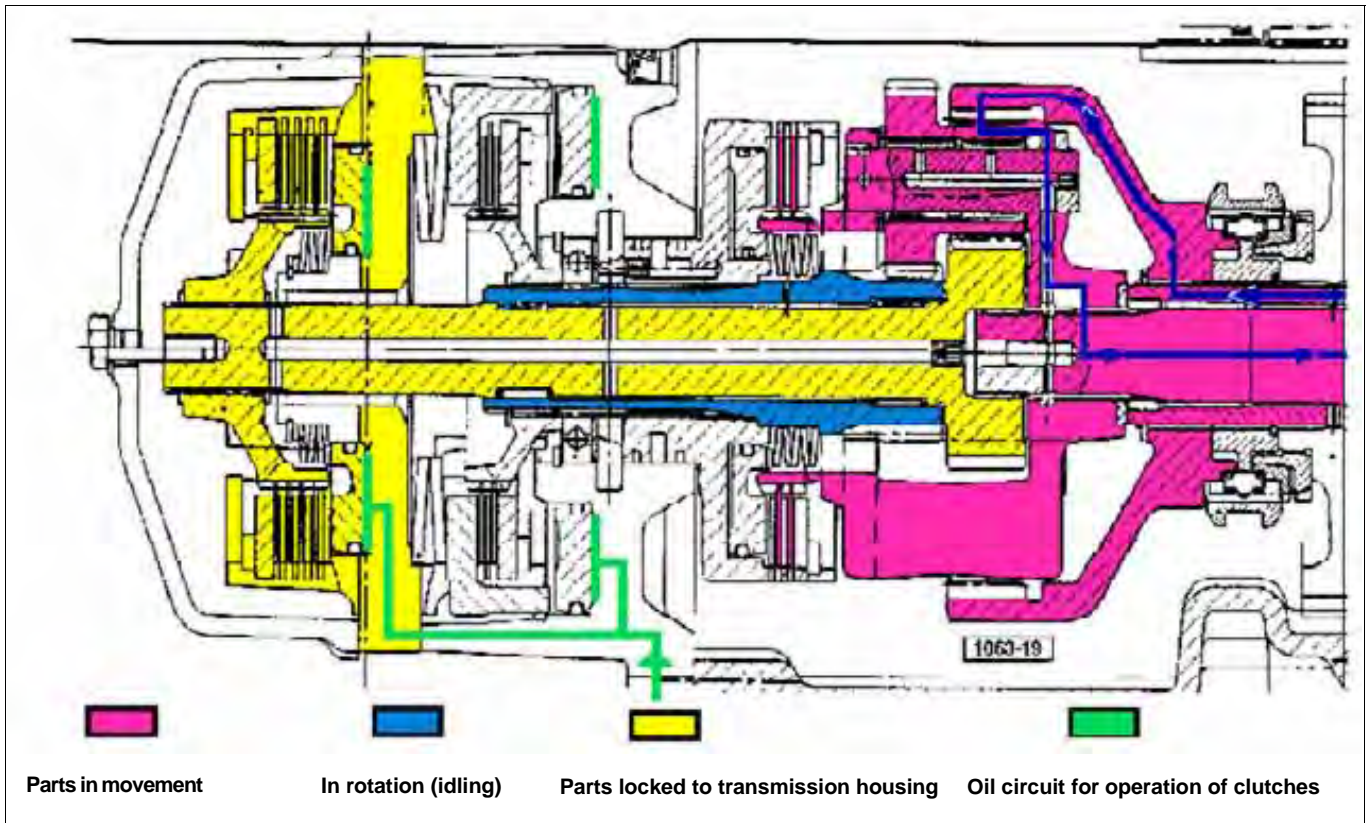 1060-19
Parts in movement In rotation (idling) Parts locked to transmission housing Oil circuit for operation of clutches